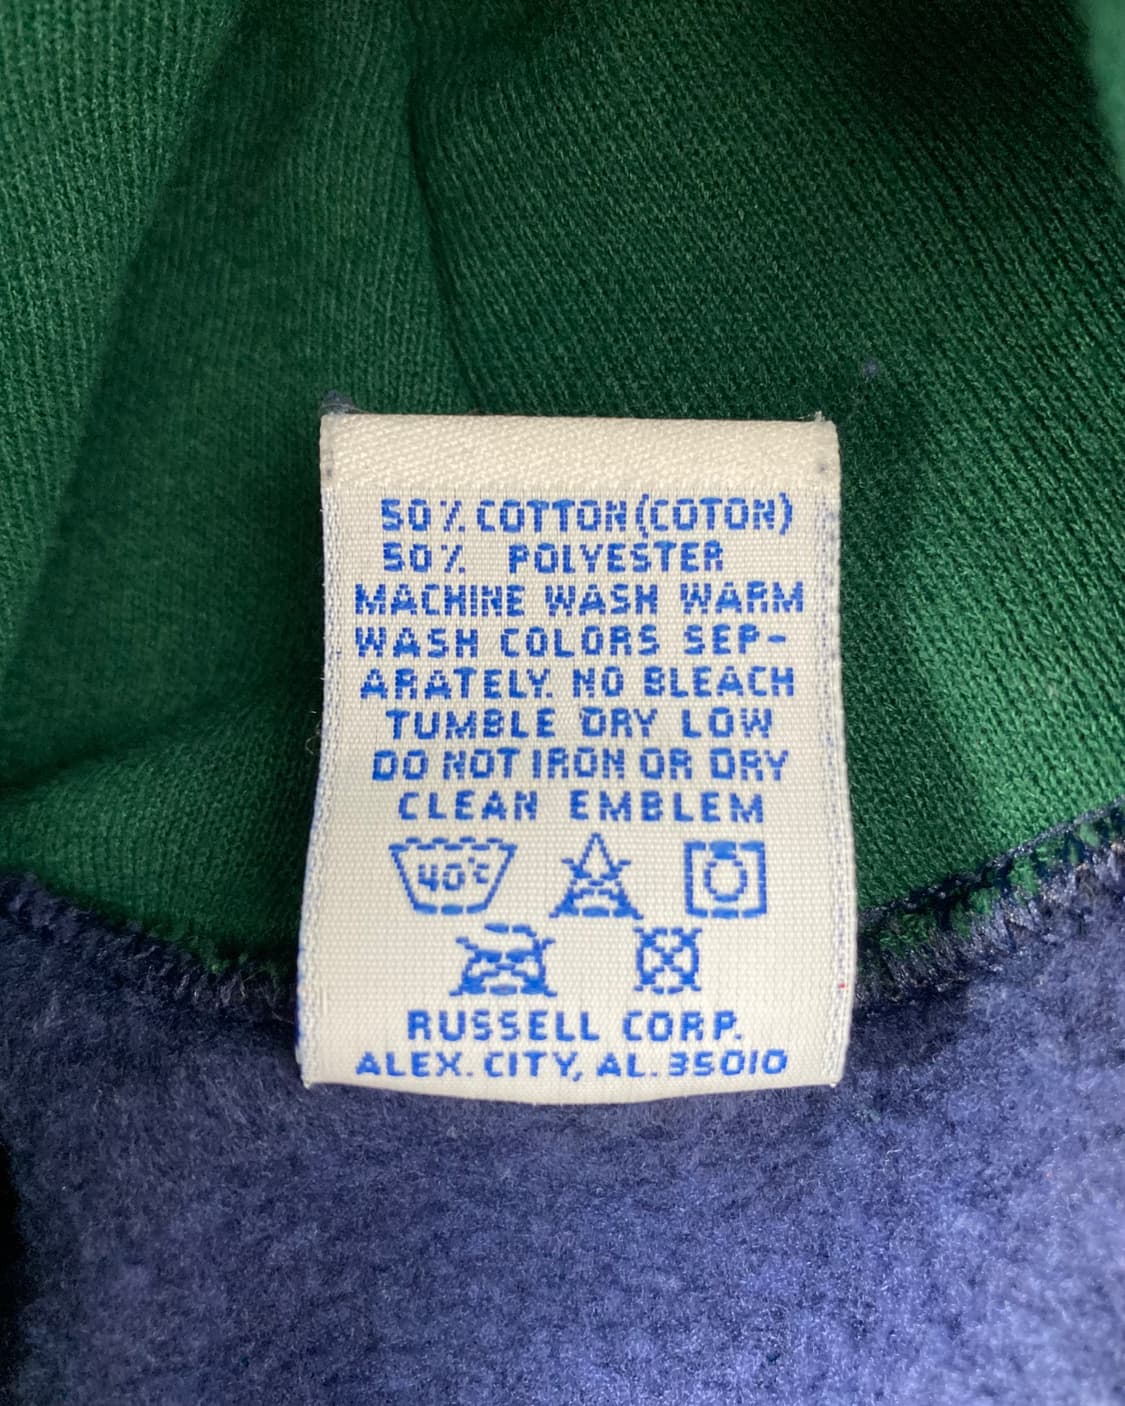 50% COTTON (COTON)
50% POLYESTER
MACHINE WASH WARM
WASH COLORS SEP-
ARATELY. NO BLEACH
TUMBLE DRY LOW
DO NOT IRON OR DRY
CLEAN EMBLEM
40°C
RUSSELL CORP.
ALEX. CITY, AL. 35010